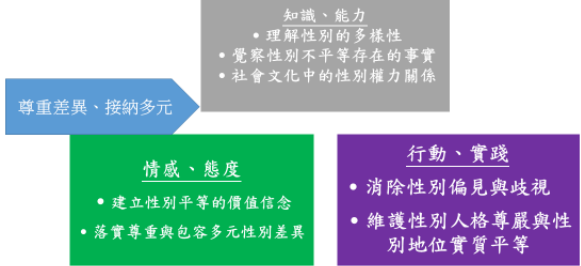 知識、能力
• 理解性別的多樣性
• 覺察性別不平等存在的事實
• 社會文化中的性別權力關係
尊重差異、接納多元
情感、態度
• 建立性別平等的價值信念
• 落實尊重與包容多元性別差異
行動、實踐
• 消除性別偏見與歧視
• 維護性別人格尊嚴與性
別地位實質平等